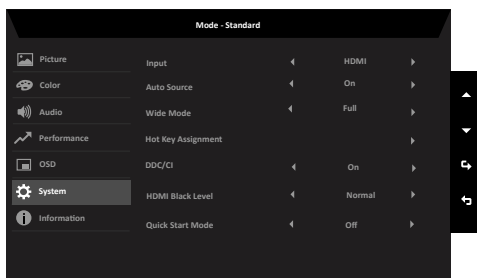 Mode - Standard
Picture
Color
Audio
Performance
OSD
System
Information
Input HDMI
Auto Source On
Wide Mode Full
Hot Key Assignment
DDC/CI On
HDMI Black Level Normal
Quick Start Mode Off